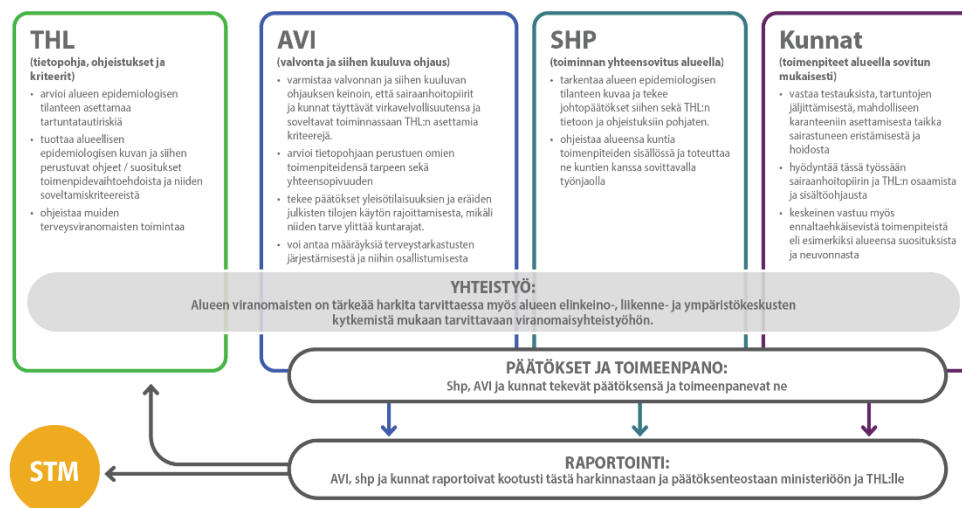 THL
(tietopohja, ohjeistukset ja
kriteerit)
• arvioi alueen epidemiologisen
tilanteen asettamaa
tartuntatautiriskiä
• tuottaa alueellisen
epidemiologisen kuvan ja siihen
perustuvat ohjeet / suositukset
toimenpidevaihtoehdoista ja niiden
soveltamiskriteereistä
• ohjeistaa muiden
terveysviranomaisten toimintaa
AVI
(valvonta ja siihen kuuluva ohjaus)
• varmistaa valvonnan ja siihen kuuluvan
ohjauksen keinoin, että sairaanhoitopiirit
ja kunnat täyttävät virkavelvollisuutensa ja
soveltavat toiminnassaan THL:n asettamia
kriteerejä.
• arvioi tietopohjaan perustuen omien
toimenpiteidensä tarpeen sekä
yhteensopivuuden
• tekee päätökset yleisötilaisuuksien ja eräiden
julkisten tilojen käytön rajoittamisesta, mikäli
niiden tarve ylittää kuntarajat.
• voi antaa määräyksiä terveystarkastusten
järjestämisestä ja niihin osallistumisesta
SHP
(toiminnan yhteensovitus alueella)
• tarkentaa alueen epidemiologisen
tilanteen kuvaa ja tekee
johtopäätökset siihen sekä THL:n
tietoon ja ohjeistuksiin pohjaten.
• ohjeistaa alueensa kuntia
toimenpiteiden sisällössä ja toteuttaa
ne kuntien kanssa sovittavalla
työnjaolla
Kunnat
(toimenpiteet alueella sovitun
mukaisesti)
• vastaa testauksista, tartuntojen
jäljittämisestä, mahdolliseen
karanteeniin asettamisesta taikka
sairastuneen eristämisestä ja
hoidosta
• hyödyntää tässä työssään
sairaanhoitopiirin ja THL:n osaamista
ja sisältöohjausta
• keskeinen vastuu myös
ennaltaehkäisevistä toimenpiteistä
eli esimerkiksi alueensa suosituksista
ja neuvonnasta
YHTEISTYÖ:
Alueen viranomaisten on tärkeää harkita tarvittaessa myös alueen elinkeino-, liikenne- ja ympäristökeskusten
kytkemistä mukaan tarvittavaan viranomaisyhteistyöhön.
PÄÄTÖKSET JA TOIMEENPANO:
Shp, AVI ja kunnat tekevät päätöksensä ja toimeenpanevat ne
STM
RAPORTOINTI:
AVI, shp ja kunnat raportoivat kootusti tästä harkinnastaan ja päätöksenteostaan ministeriöön ja THL:lle